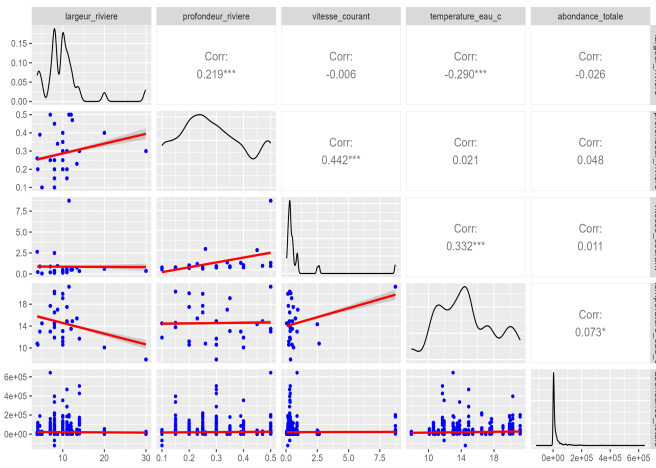 largeur_riviere profondeur_riviere vitesse_courant temperature_eau_c abondance_totale
0.15
0.10
0.05
0.00
Corr:
0.219***
Corr:
-0.006
Corr:
-0.290***
Corr:
-0.026
0.5
0.4
0.3
0.2
0.1
Corr:
0.442***
Corr:
0.021
Corr:
0.048
7.5
5.0
2.5
0.0
Corr:
0.332***
Corr:
0.011
18
14
10
Corr:
0.073*
6e+05
4e+05
2e+05
0e+00
10 20 30 0.1 0.2 0.3 0.4 0.5 0.0 2.5 5.0 7.5 10 14 18 0e+00 2e+05 4e+05 6e+05